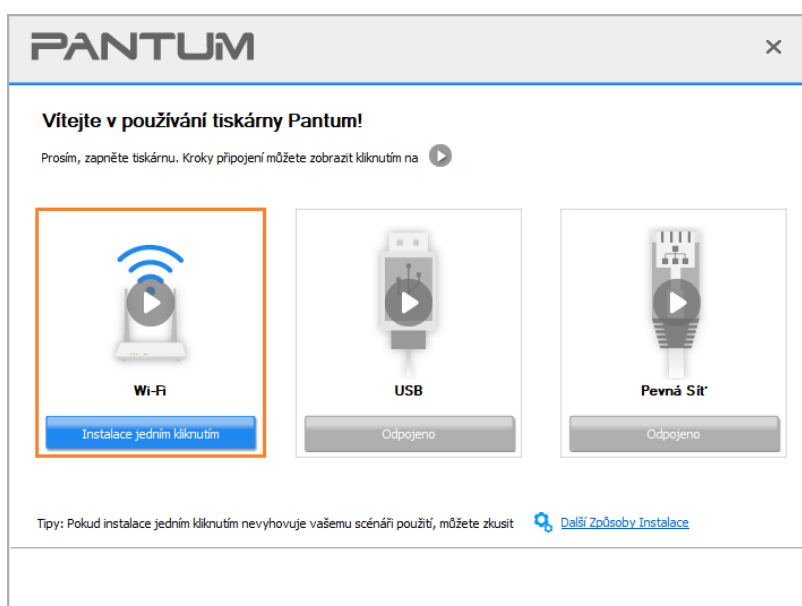 PANTUM
Vítejte v používání tiskárny Pantum!
Prosím, zapněte tiskárnu. Kroky připojení můžete zobrazit kliknutím na
Wi-Fi
USB
Pevná Síť
Instalace jedním kliknutím
Odpojeno
Odpojeno
Tipy: Pokud instalace jedním kliknutím nevyhovuje vašemu scénáři použití, můžete zkusit Další Způsoby Instalace